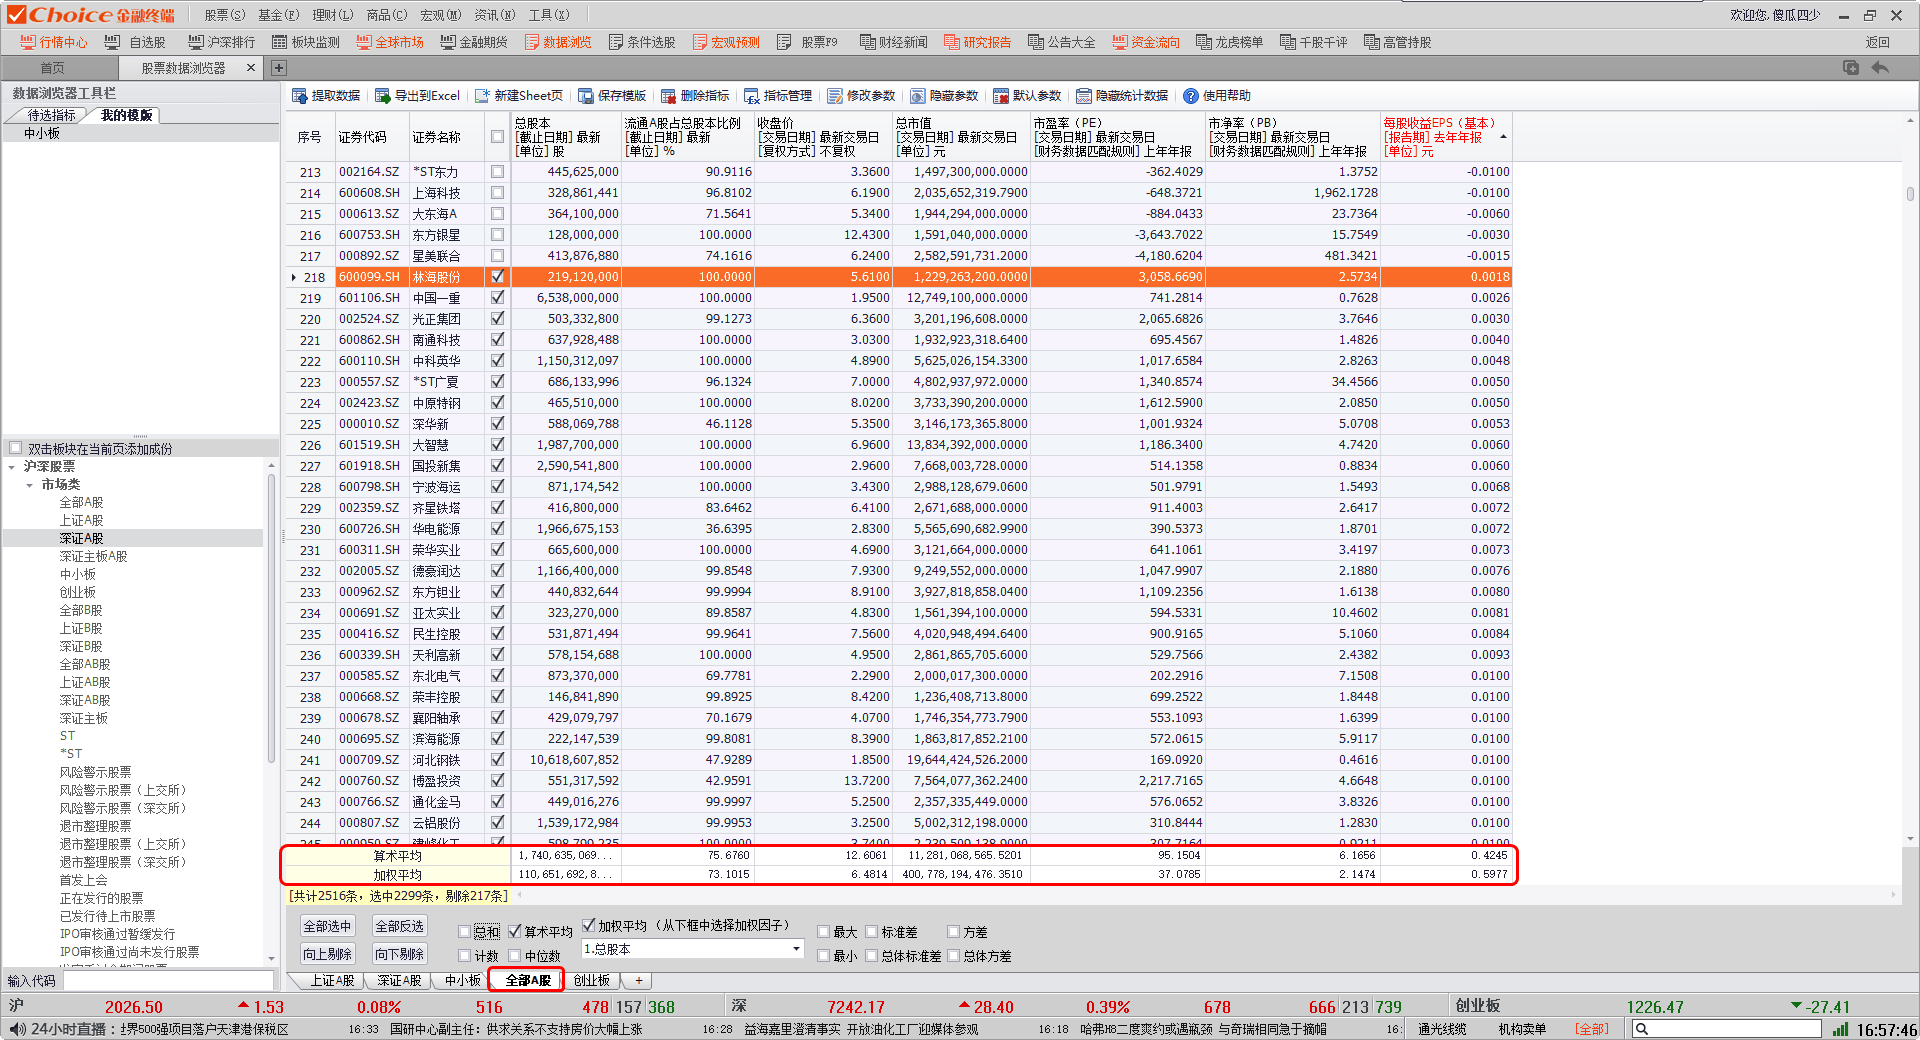 Choice 金融终端 股票(S) 基金(F) 理财(L) 商品(C) 宏观(M) 资讯(N) 工具(X) 欢迎您, 傻瓜四少
行情中心 自选股 沪深排行 板块监测 全球市场 金融期货 数据浏览 条件选股 宏观预测 股票F9 财经新闻 研究报告 公告大全 资金流向 龙虎榜单 千股千评 高管持股 返回
首页 股票数据浏览器 × +
数据浏览器工具栏
待选指标 我的模版
中小板
提取数据 导出到Excel 新建Sheet页 保存模版 删除指标 指标管理 修改参数 隐藏参数 默认参数 隐藏统计数据 使用帮助
序号 证券代码 证券名称 总股本 [截止日期] 最新 [单位] 股 流通A股占总股本比例 [截止日期] 最新 [单位] % 收盘价 [交易日期] 最新交易日 [复权方式] 不复权 总市值 [交易日期] 最新交易日 [单位] 元 市盈率（PE） [交易日期] 最新交易日 [财务数据匹配规则] 上年年报 市净率（PB） [交易日期] 最新交易日 [财务数据匹配规则] 上年年报 每股收益EPS（基本） [报告期] 去年年报 [单位] 元
213 002164.SZ *ST东力 445,625,000 90.9116 3.3600 1,497,300,000.0000 -362.4029 1.3752 -0.0100
214 600608.SH 上海科技 328,861,441 96.8102 6.1900 2,035,652,319.7900 -648.3721 1,962.1728 -0.0100
215 000613.SZ 大东海A 364,100,000 71.5641 5.3400 1,944,294,000.0000 -884.0433 23.7364 -0.0060
216 600753.SH 东方银星 128,000,000 100.0000 12.4300 1,591,040,000.0000 -3,643.7022 15.7549 -0.0030
217 000892.SZ 星美联合 413,876,880 74.1616 6.2400 2,582,591,731.2000 -4,180.6204 481.3421 -0.0015
218 600099.SH 林海股份 219,120,000 100.0000 5.6100 1,229,263,200.0000 3,058.6690 2.5734 0.0018
219 601106.SH 中国一重 6,538,000,000 100.0000 1.9500 12,749,100,000.0000 741.2814 0.7628 0.0026
220 002524.SZ 光正集团 503,332,800 99.1273 6.3600 3,201,196,608.0000 2,065.6826 3.7646 0.0030
221 600862.SH 南通科技 637,928,488 100.0000 3.0300 1,932,923,318.6400 695.4567 1.4826 0.0040
222 600110.SH 中科英华 1,150,312,097 100.0000 4.8900 5,625,026,154.3300 1,017.6584 2.8263 0.0048
223 000557.SZ *ST广夏 686,133,996 96.1324 7.0000 4,802,937,972.0000 1,340.8574 34.4566 0.0050
224 002423.SZ 中原特钢 465,510,000 100.0000 8.0200 3,733,390,200.0000 1,612.5900 2.0850 0.0050
225 000010.SZ 深华新 588,069,788 46.1128 5.3500 3,146,173,365.8000 1,001.9324 5.0708 0.0053
226 601519.SH 大智慧 1,987,700,000 100.0000 6.9600 13,834,392,000.0000 1,186.3400 4.7420 0.0060
227 601918.SH 国投新集 2,590,541,800 100.0000 2.9600 7,668,003,728.0000 514.1358 0.8834 0.0060
228 600798.SH 宁波海运 871,174,542 100.0000 3.4300 2,988,128,679.0600 501.9791 1.5493 0.0068
229 002359.SZ 齐星铁塔 416,800,000 83.6462 6.4100 2,671,688,000.0000 911.4003 2.6417 0.0072
230 600726.SH 华电能源 1,966,675,153 36.6395 2.8300 5,565,690,682.9900 390.5373 1.8701 0.0072
231 600311.SH 荣华实业 665,600,000 100.0000 4.6900 3,121,664,000.0000 641.1061 3.4197 0.0073
232 002005.SZ 德豪润达 1,166,400,000 99.8548 7.9300 9,249,552,000.0000 1,047.9907 2.1880 0.0076
233 000962.SZ 东方钽业 440,832,644 99.9994 8.9100 3,927,818,858.0400 1,109.2356 1.6138 0.0080
234 000691.SZ 亚太实业 323,270,000 89.8587 4.8300 1,561,394,100.0000 594.5331 10.4602 0.0081
235 000416.SZ 民生控股 531,871,494 99.9641 7.5600 4,020,948,494.6400 900.9165 5.1060 0.0084
236 600339.SH 天利高新 578,154,688 100.0000 4.9500 2,861,865,705.6000 529.7566 2.4382 0.0093
237 000585.SZ 东北电气 873,370,000 69.7781 2.2900 2,000,017,300.0000 202.2916 7.1508 0.0100
238 000668.SZ 荣丰控股 146,841,890 99.8925 8.4200 1,236,408,713.8000 699.2522 1.8448 0.0100
239 000678.SZ 襄阳轴承 429,079,797 70.1679 4.0700 1,746,354,773.7900 553.1093 1.6399 0.0100
240 000695.SZ 滨海能源 222,147,539 99.8081 8.3900 1,863,817,852.2100 572.0615 5.9117 0.0100
241 000709.SZ 河北钢铁 10,618,607,852 47.9289 1.8500 19,644,424,526.2000 169.0920 0.4616 0.0100
242 000760.SZ 博盈投资 551,317,592 42.9591 13.7200 7,564,077,362.2400 2,217.7165 4.6648 0.0100
243 000766.SZ 通化金马 449,016,276 99.9997 5.2500 2,357,335,449.0000 576.0652 3.8326 0.0100
244 000807.SZ 云铝股份 1,539,172,984 99.9953 3.2500 5,002,312,198.0000 310.8444 1.2830 0.0100
算术平均 1,740,635,069... 75.6760 12.6061 11,281,068,565.5201 95.1504 6.1656 0.4245
加权平均 110,651,692,8... 73.1015 6.4814 400,778,194,476.3510 37.0785 2.1474 0.5977
[共计2516条，选中2299条，剔除217条]
双击板块在当前页添加成份
沪深股票
市场类
全部A股
上证A股
深证A股
深证主板A股
中小板
创业板
全部B股
上证B股
深证B股
全部AB股
上证AB股
深证AB股
深证主板
ST
*ST
风险警示股票
风险警示股票（上交所）
风险警示股票（深交所）
退市整理股票
退市整理股票（上交所）
退市整理股票（深交所）
首发上会
正在发行的股票
已发行待上市股票
IPO审核通过暂缓发行
IPO审核通过尚未发行股票
输入代码
全部选中 全部反选 总和 算术平均 加权平均 （从下框中选择加权因子） 最大 标准差 方差
向上剔除 向下剔除 计数 中位数 1.总股本 最小 总体标准差 总体方差
上证A股 深证A股 中小板 全部A股 创业板 +
沪 2026.50 1.53 0.08% 516 478 157 368 深 7242.17 28.40 0.39% 678 666 213 739 创业板 1226.47 -27.41
24小时直播： 界500强项目落户天津港保税区 16:33 国研中心副主任：供求关系不支持房价大幅上涨 16:28 益海嘉里澄清事实 开放油化工厂迎媒体参观 16:18 哈弗H8二度爽约或遇瓶颈 与奇瑞相同急于摘帽 16: 通光线缆 机构卖单 [全部] 16:57:46